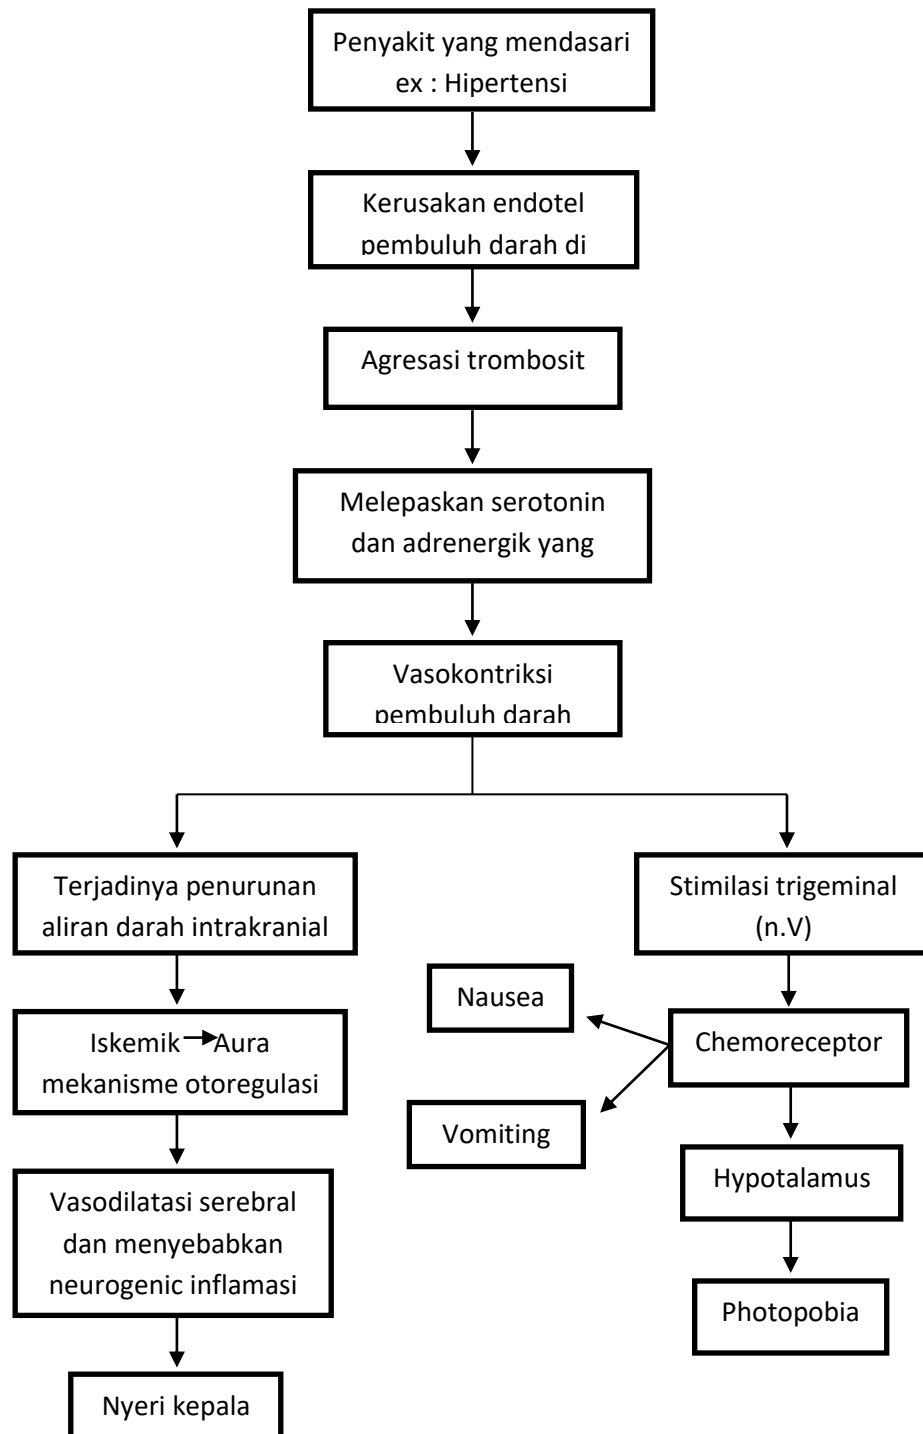 Penyakit yang mendasari
ex : Hipertensi
Kerusakan endotel
pembuluh darah di
Agresasi trombosit
Melepaskan serotonin
dan adrenergik yang
Vasokontriksi
pembuluh darah
Terjadinya penurunan
aliran darah intrakranial
Stimilasi trigeminal
(n.V)
Nausea
Iskemik → Aura
mekanisme otoregulasi
Chemoreceptor
Vomiting
Vasodilatasi serebral
dan menyebabkan
neurogenic inflamasi
Hypotalamus
Photopobia
Nyeri kepala